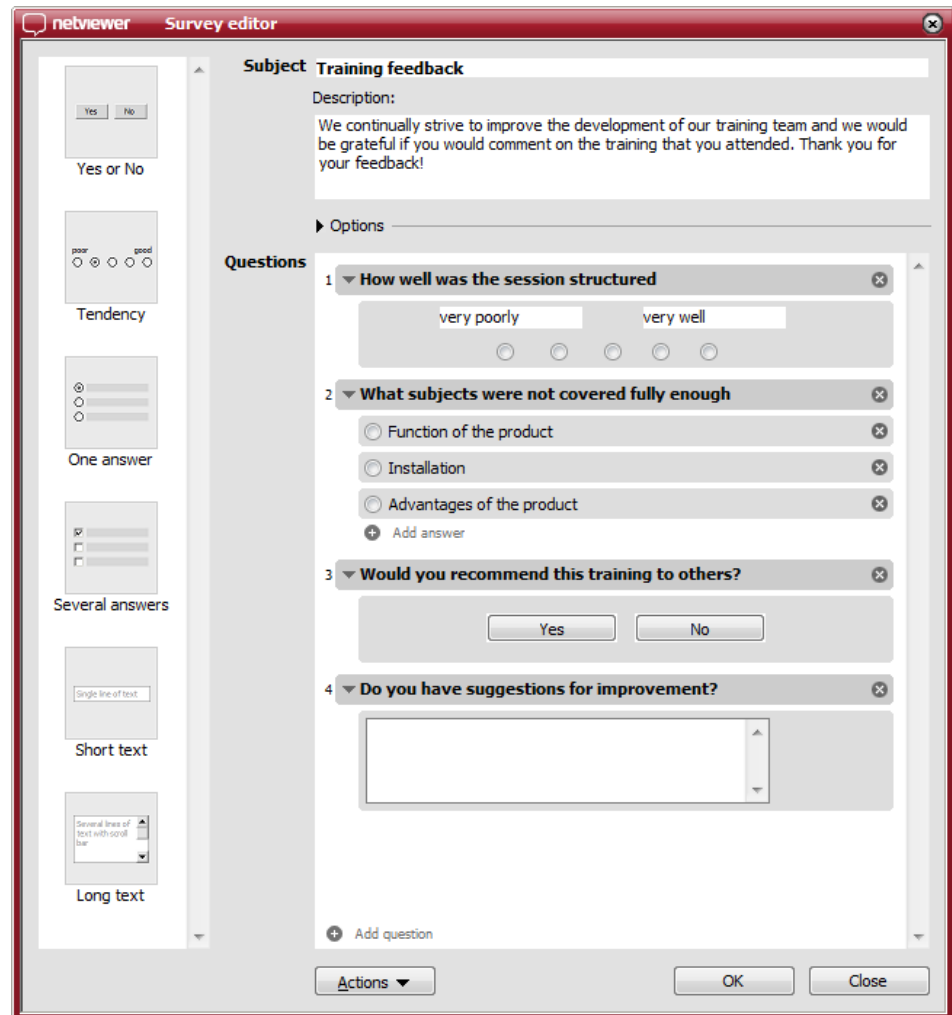 netviewer Survey editor
Yes No
Yes or No
poor good
Tendency
One answer
Several answers
Single line of text
Short text
Several lines of
text with scroll
bar
Long text
Subject Training feedback
Description:
We continually strive to improve the development of our training team and we would
be grateful if you would comment on the training that you attended. Thank you for
your feedback!
Options
Questions
1 How well was the session structured
very poorly very well
2 What subjects were not covered fully enough
Function of the product
Installation
Advantages of the product
Add answer
3 Would you recommend this training to others?
Yes No
4 Do you have suggestions for improvement?
Add question
Actions OK Close